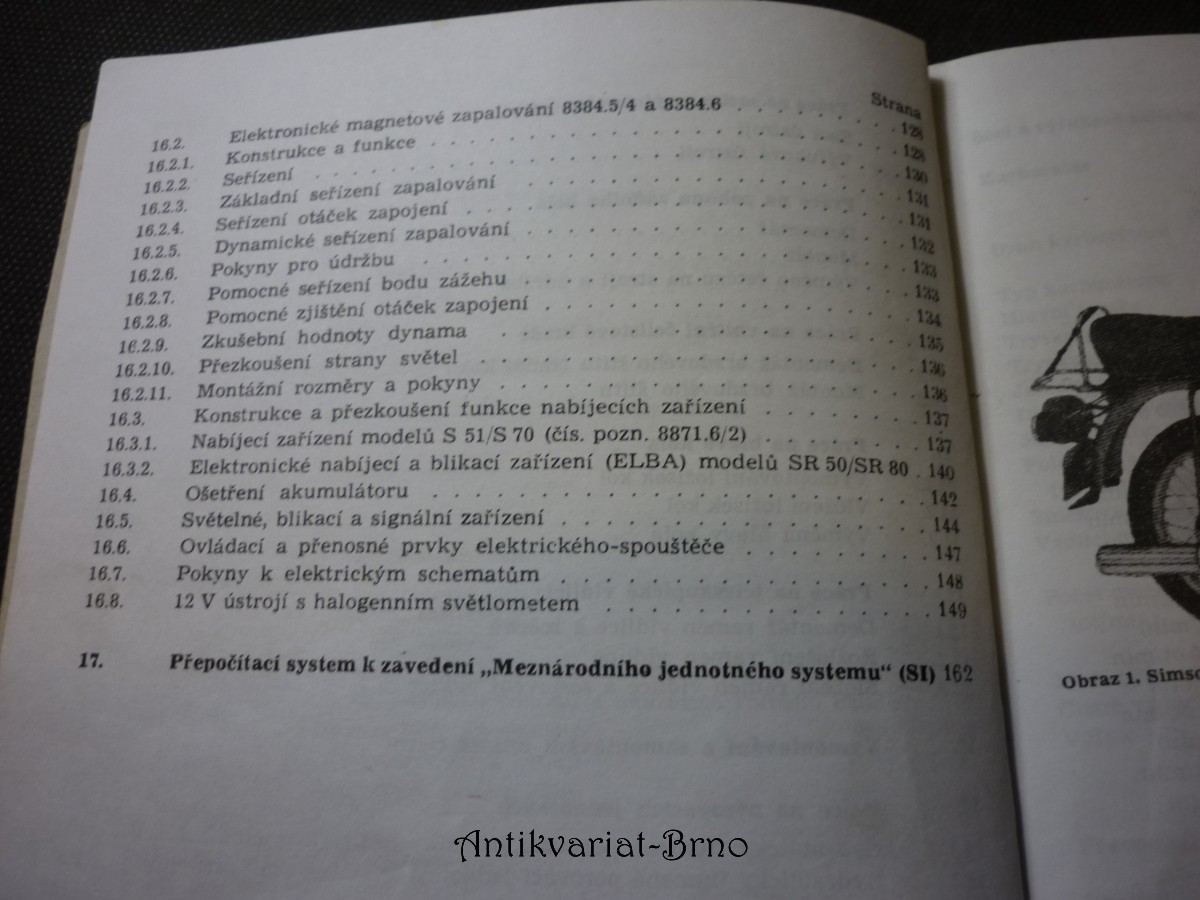 Strana
16.2. Elektronické magnetové zapalování 8384.5/4 a 8384.6 . . . . . . . . 128
16.2.1. Konstrukce a funkce . . . . . . . . 128
16.2.2. Seřízení . . . . . . . . 130
16.2.3. Základní seřízení zapalování . . . . . . . . 131
16.2.4. Seřízení otáček zapojení . . . . . . . . 131
16.2.5. Dynamické seřízení zapalování . . . . . . . . 132
16.2.6. Pokyny pro údržbu . . . . . . . . 133
16.2.7. Pomocné seřízení bodu zážehu . . . . . . . . 133
16.2.8. Pomocné zjištění otáček zapojení . . . . . . . . 134
16.2.9. Zkušební hodnoty dynama . . . . . . . . 135
16.2.10. Přezkoušení strany světel . . . . . . . . 136
16.2.11. Montážní rozměry a pokyny . . . . . . . . 136
16.3. Konstrukce a přezkoušení funkce nabíjecích zařízení . . . . . . . . 137
16.3.1. Nabíjecí zařízení modelů S 51/S 70 (čís. pozn. 8871.6/2) . . . . . . . . 137
16.3.2. Elektronické nabíjecí a blikací zařízení (ELBA) modelů SR 50/SR 80 . 140
16.4. Ošetření akumulátoru . . . . . . . . 142
16.5. Světelné, blikací a signální zařízení . . . . . . . . 144
16.6. Ovládací a přenosné prvky elektrického-spouštěče . . . . . . . . 147
16.7. Pokyny k elektrickým schematům . . . . . . . . 148
16.8. 12 V ústrojí s halogenním světlometem . . . . . . . . 149
17. Přepočítací system k zavedení „Meznárodního jednotného systemu“ (SI) 162
Obraz 1.
Antikvariat-Brno